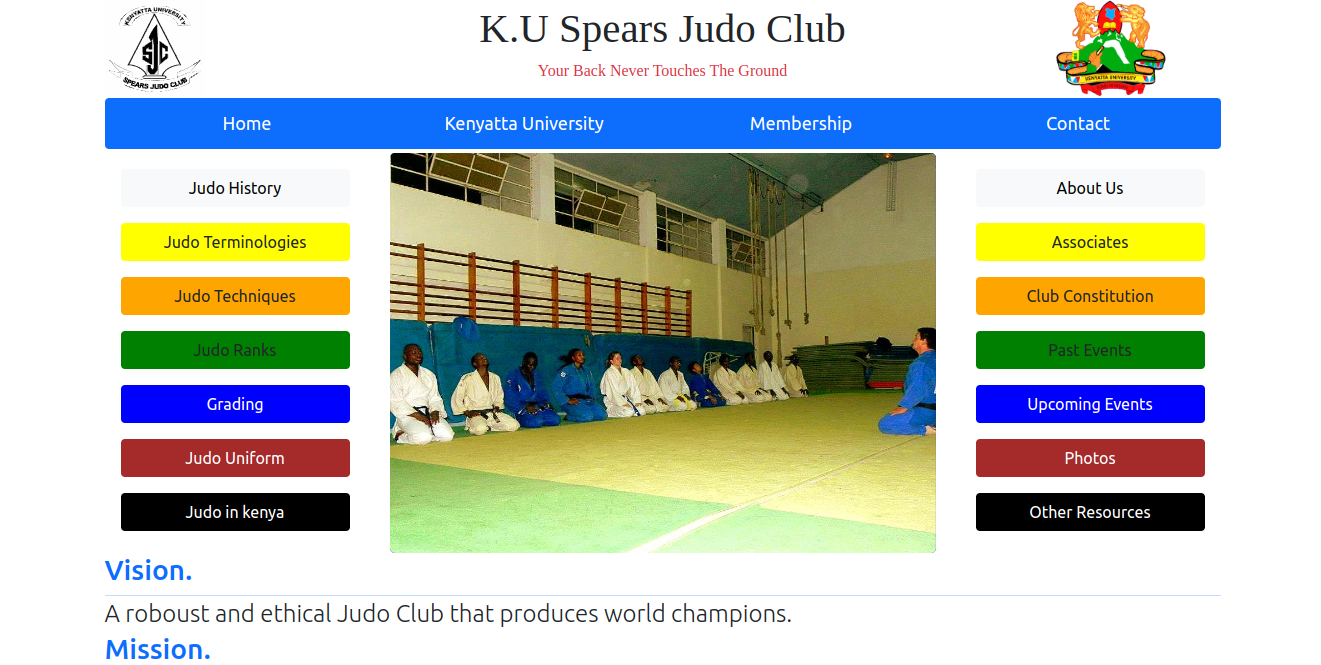 KENYATTA UNIVERSITY
SJC
SPEARS JUDO CLUB
K.U Spears Judo Club
Your Back Never Touches The Ground
KENYATTA UNIVERSITY
Home Kenyatta University Membership Contact
Judo History
Judo Terminologies
Judo Techniques
Judo Ranks
Grading
Judo Uniform
Judo in kenya
About Us
Associates
Club Constitution
Past Events
Upcoming Events
Photos
Other Resources
Vision.
A roboust and ethical Judo Club that produces world champions.
Mission.